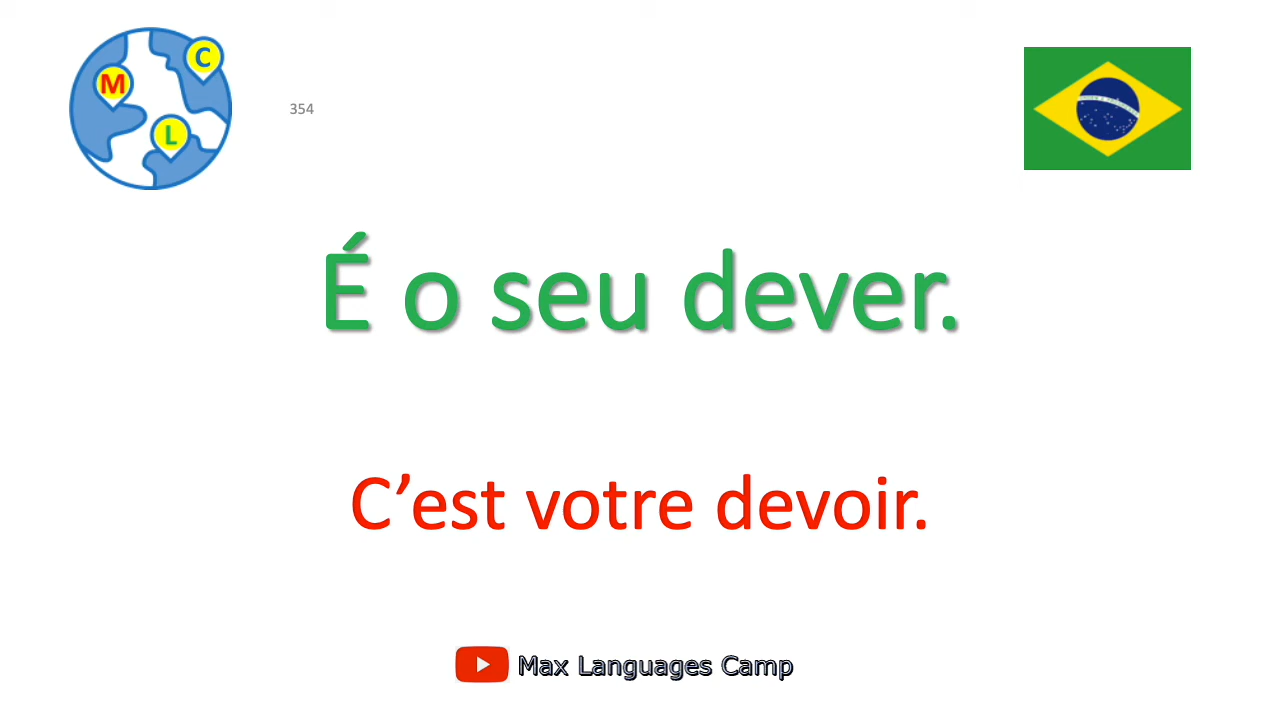 C
M
L
354
É o seu dever.
C’est votre devoir.
Max Languages Camp